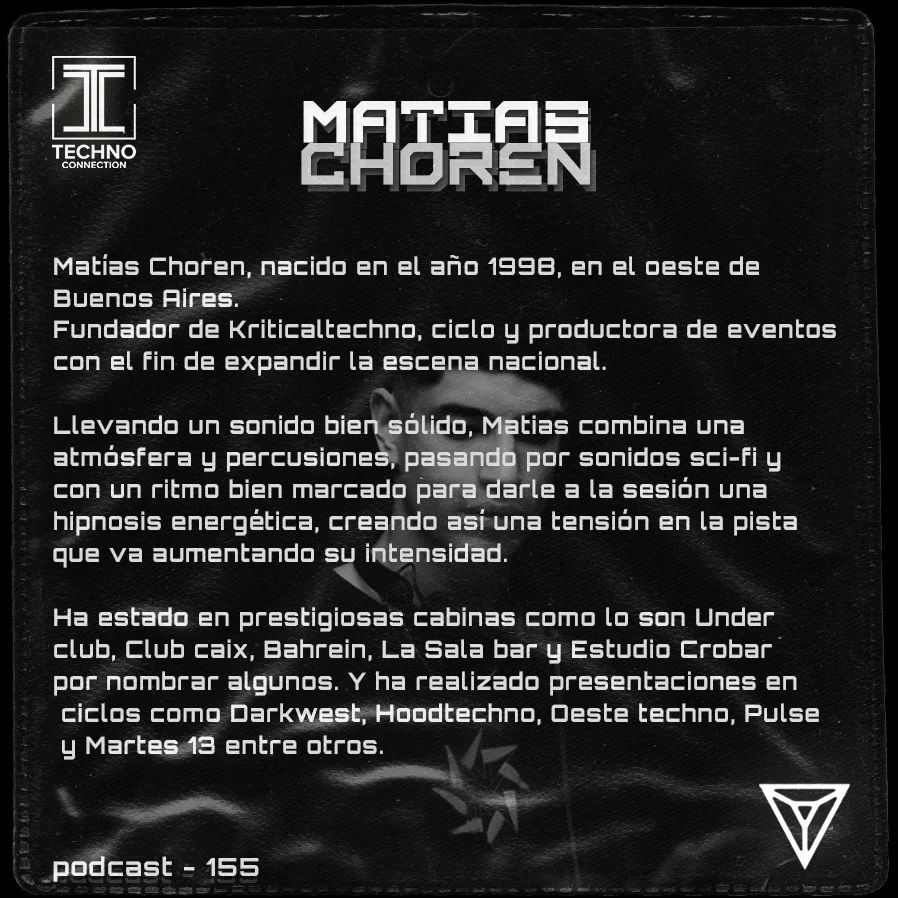 TECHNO
CONNECTION
MATIAS
CHOREN
Matías Choren, nacido en el año 1998, en el oeste de
Buenos Aires.
Fundador de Kriticaltechno, ciclo y productora de eventos
con el fin de expandir la escena nacional.
Llevando un sonido bien sólido, Matias combina una
atmósfera y percusiones, pasando por sonidos sci-fi y
con un ritmo bien marcado para darle a la sesión una
hipnosis energética, creando así una tensión en la pista
que va aumentando su intensidad.
Ha estado en prestigiosas cabinas como lo son Under
club, Club caix, Bahrein, La Sala bar y Estudio Crobar
por nombrar algunos. Y ha realizado presentaciones en
ciclos como Darkwest, Hoodtechno, Oeste techno, Pulse
y Martes 13 entre otros.
podcast - 155